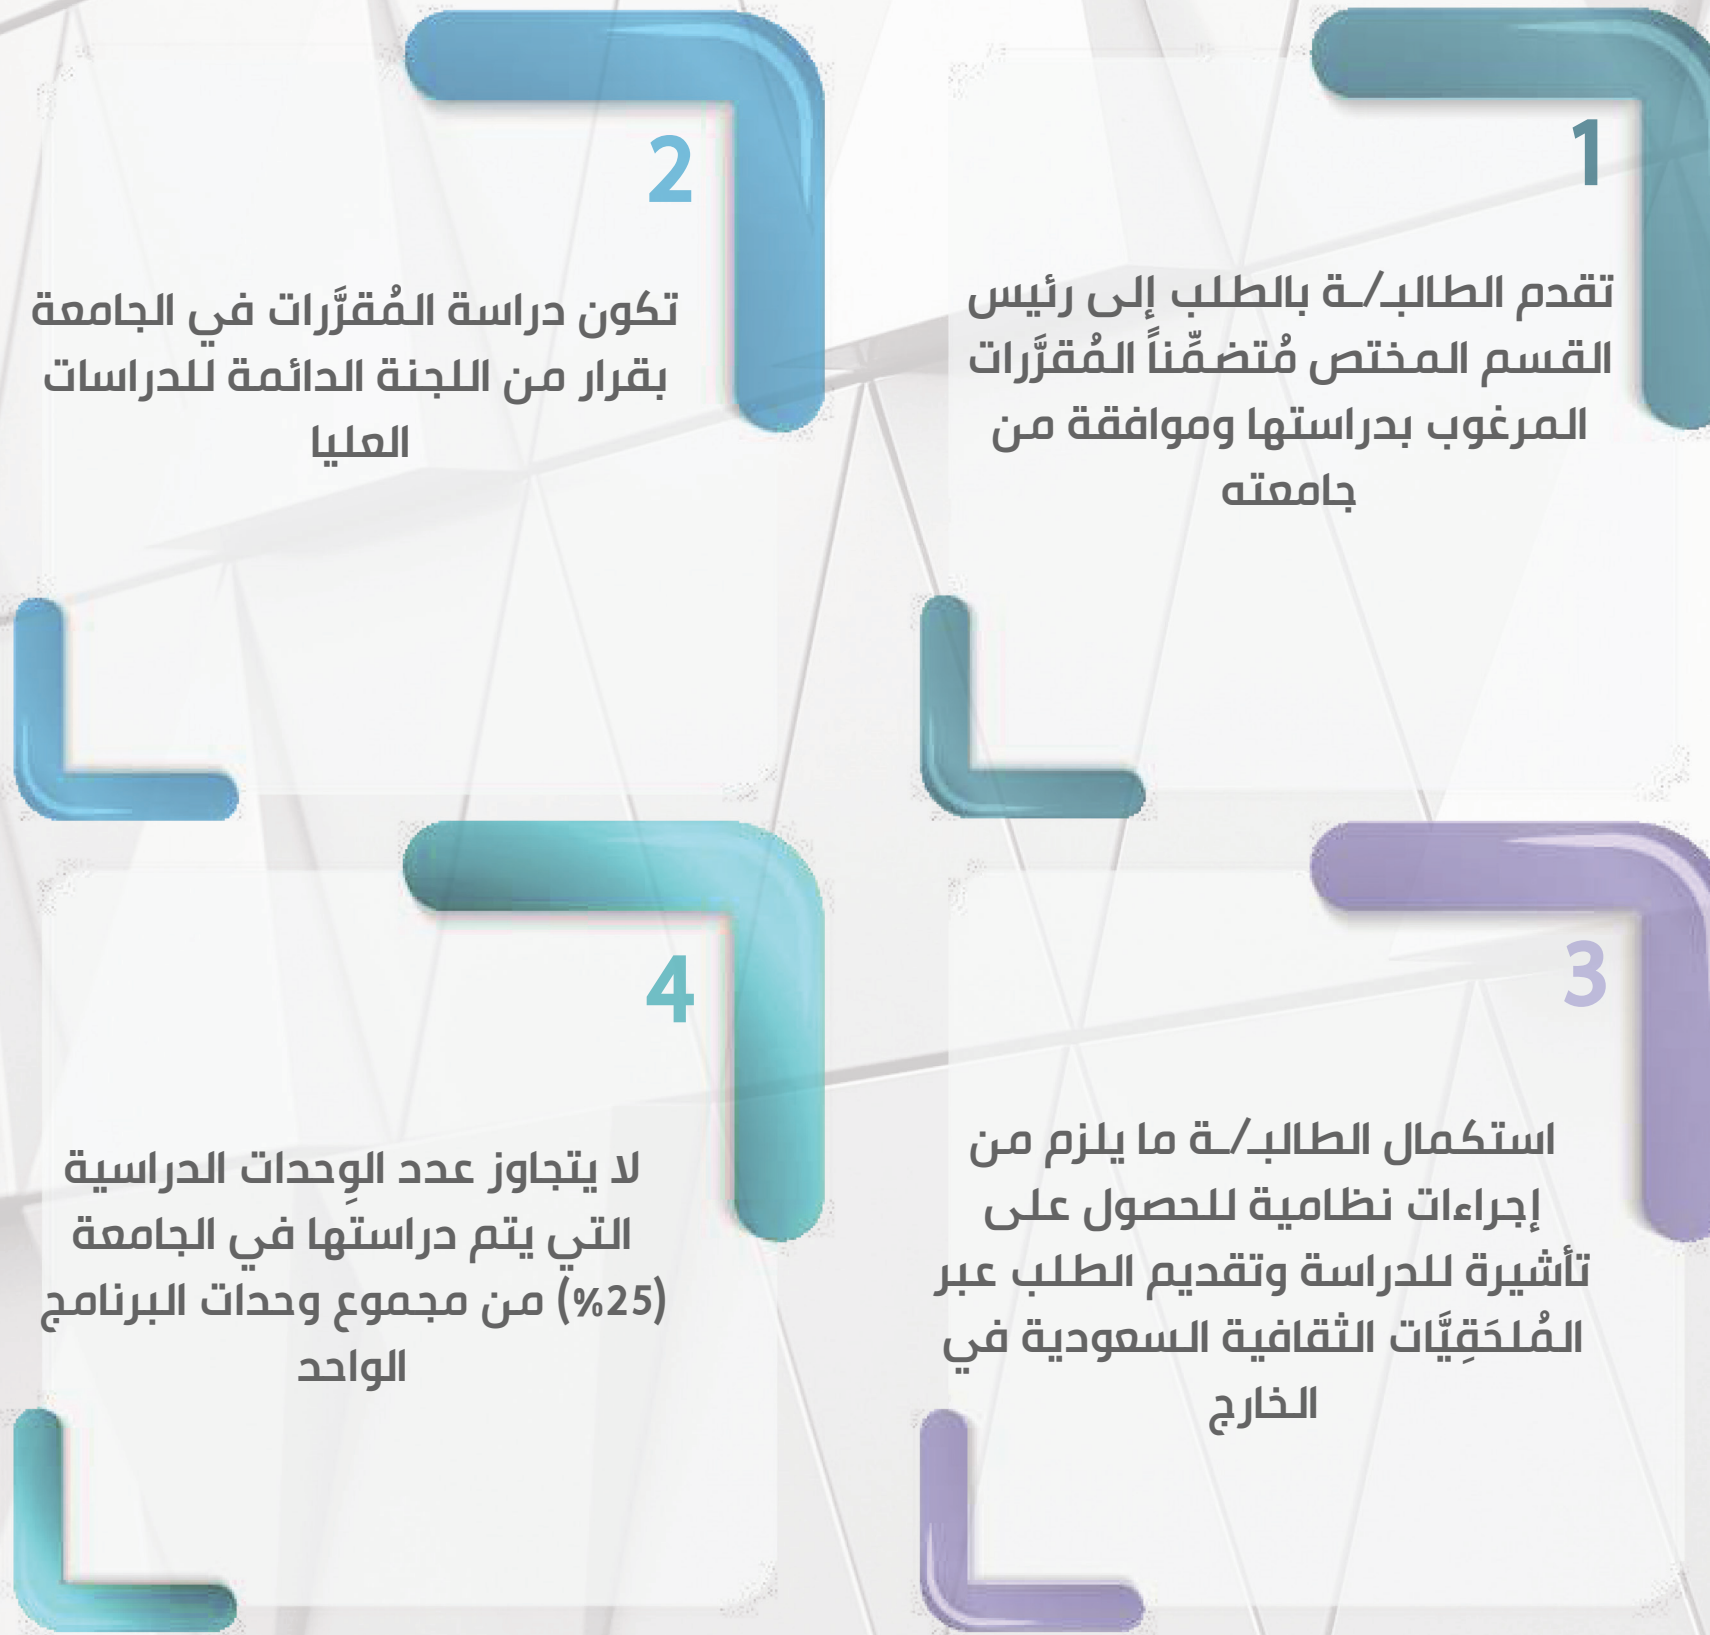 1
تقدم الطالبـ/ـة بالطلب إلى رئيس
القسم المختص مُتضمِّناً المُقرَّرات
المرغوب بدراستها وموافقة من
جامعته
2
تكون دراسة المُقرَّرات في الجامعة
بقرار من اللجنة الدائمة للدراسات
العليا
3
استكمال الطالبـ/ـة ما يلزم من
إجراءات نظامية للحصول على
تأشيرة للدراسة وتقديم الطلب عبر
المُلحَقِيَّات الثقافية السعودية في
الخارج
4
لا يتجاوز عدد الوِحدات الدراسية
التي يتم دراستها في الجامعة
(25%) من مجموع وحدات البرنامج
الواحد